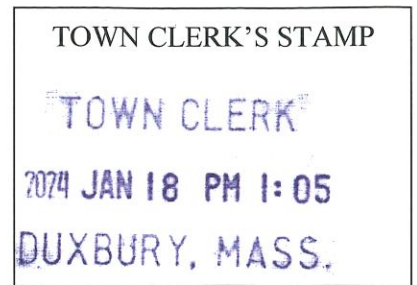 TOWN CLERK'S STAMP
TOWN CLERK
2024 JAN 18 PM 1:05
DUXBURY, MASS.